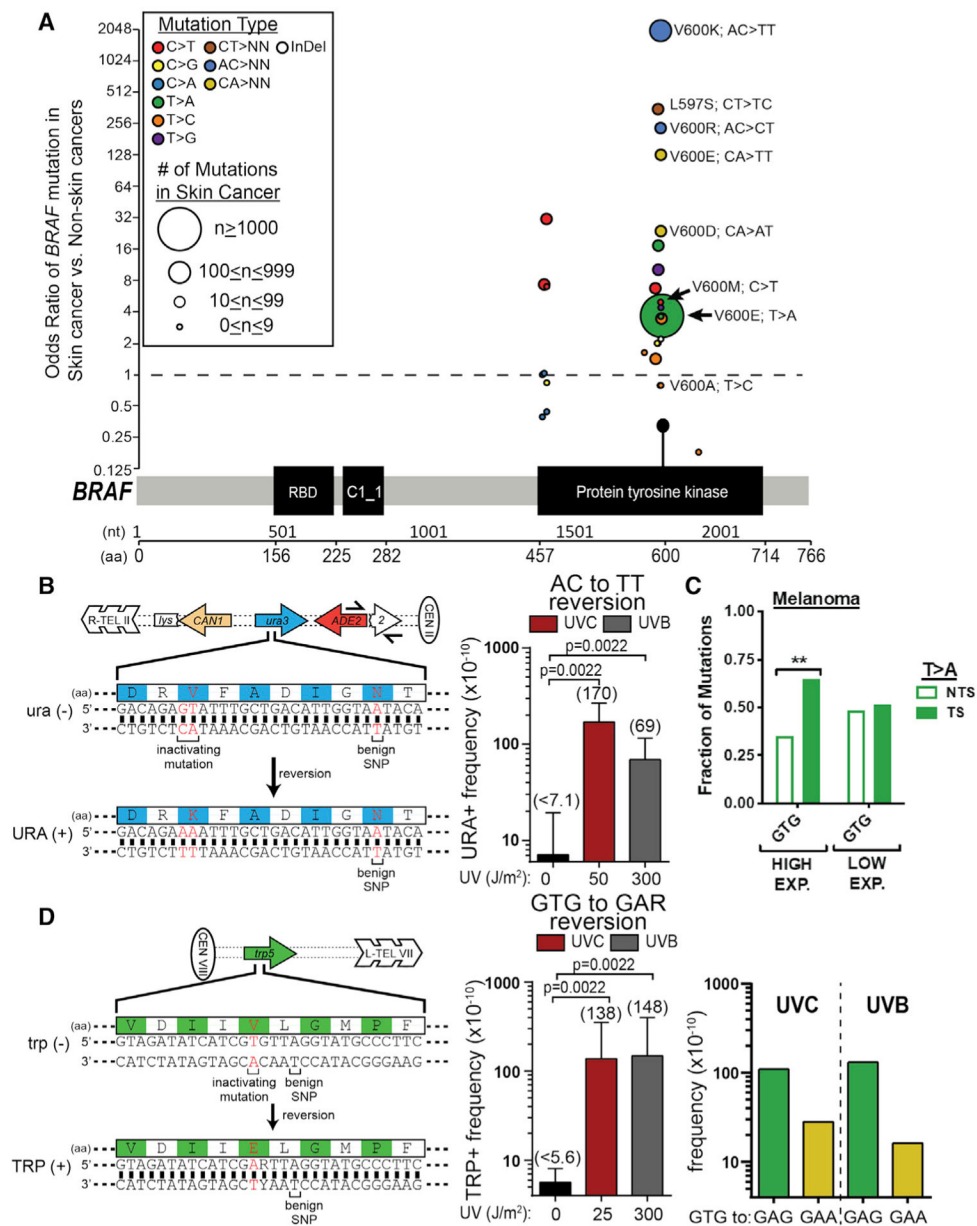 A
Odds Ratio of BRAF mutation in
Skin cancer vs. Non-skin cancers
2048
1024
512
256
128
64
32
16
8
4
2
1
0.5
0.25
0.125
Mutation Type
C>T CT>NN InDel
C>G AC>NN
C>A CA>NN
T>A
T>C
T>G
# of Mutations
in Skin Cancer
n≥1000
100≤n≤999
10≤n≤99
0≤n≤9
V600K; AC>TT
L597S; CT>TC
V600R; AC>CT
V600E; CA>TT
V600D; CA>AT
V600M; C>T
V600E; T>A
V600A; T>C
BRAF
RBD
C1_1
Protein tyrosine kinase
(nt) 1 501 1001 1501 2001
(aa) 0 156 225 282 457 600 714 766
B
R-TEL II lys CAN1 ura3 ADE2 2 CEN II
(aa) D R V F A D I G N T
ura (-) 5' GACAGAGTATTTGCTGACATTGGTAATACA
3' CTGTCTCATAAACGACTGTAACCATTATGT
inactivating
mutation
benign
SNP
reversion
(aa) D R K F A D I G N T
URA (+) 5' GACAGAAAATTTGCTGACATTGGTAATACA
3' CTGTCTTTTAAACGACTGTAACCATTATGT
benign
SNP
AC to TT
reversion
UVC UVB
p=0.0022
p=0.0022
(170)
(69)
(<7.1)
URA+ frequency (x10⁻¹⁰)
1000
100
10
UV (J/m²): 0 50 300
C
Melanoma
Fraction of Mutations
1.00
0.75
0.50
0.25
0.00
**
T>A
NTS
TS
GTG GTG
HIGH
EXP.
LOW
EXP.
D
CEN VIII trp5 L-TEL VII
(aa) V D I I V L G M P F
trp (-) 5' GTAGATATCATCGTGTTAGGTATGCCCTTC
3' CATCTATAGTAGCACAATCCATACGGGAAG
inactivating
mutation
benign
SNP
reversion
(aa) V D I I E L G M P F
TRP (+) 5' GTAGATATCATCGARTTAGGTATGCCCTTC
3' CATCTATAGTAGCTYAATCCATACGGGAAG
benign
SNP
GTG to GAR
reversion
UVC UVB
p=0.0022
p=0.0022
(138)
(148)
(<5.6)
TRP+ frequency (x10⁻¹⁰)
1000
100
10
UV (J/m²): 0 25 300
UVC UVB
frequency (x10⁻¹⁰)
1000
100
10
GTG to: GAG GAA GAG GAA